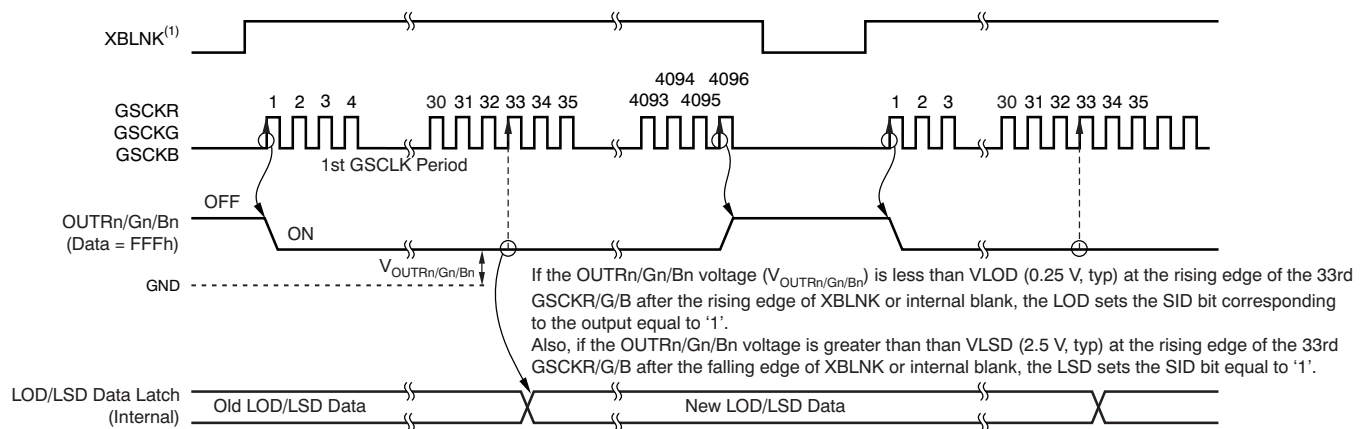 XBLNK(1)
4094 4096
GSCKR
GSCKG
GSCKB
1 2 3 4 30 31 32 33 34 35 4093 4095 1 2 3 30 31 32 33 34 35
1st GSCLK Period
OFF
OUTRn/Gn/Bn
(Data = FFFh)
ON
VOUTRn/Gn/Bn
GND
If the OUTRn/Gn/Bn voltage (VOUTRn/Gn/Bn) is less than VLOD (0.25 V, typ) at the rising edge of the 33rd
GSCKR/G/B after the rising edge of XBLNK or internal blank, the LOD sets the SID bit corresponding
to the output equal to ‘1’.
Also, if the OUTRn/Gn/Bn voltage is greater than than VLSD (2.5 V, typ) at the rising edge of the 33rd
GSCKR/G/B after the falling edge of XBLNK or internal blank, the LSD sets the SID bit equal to ‘1’.
LOD/LSD Data Latch
(Internal)
Old LOD/LSD Data
New LOD/LSD Data